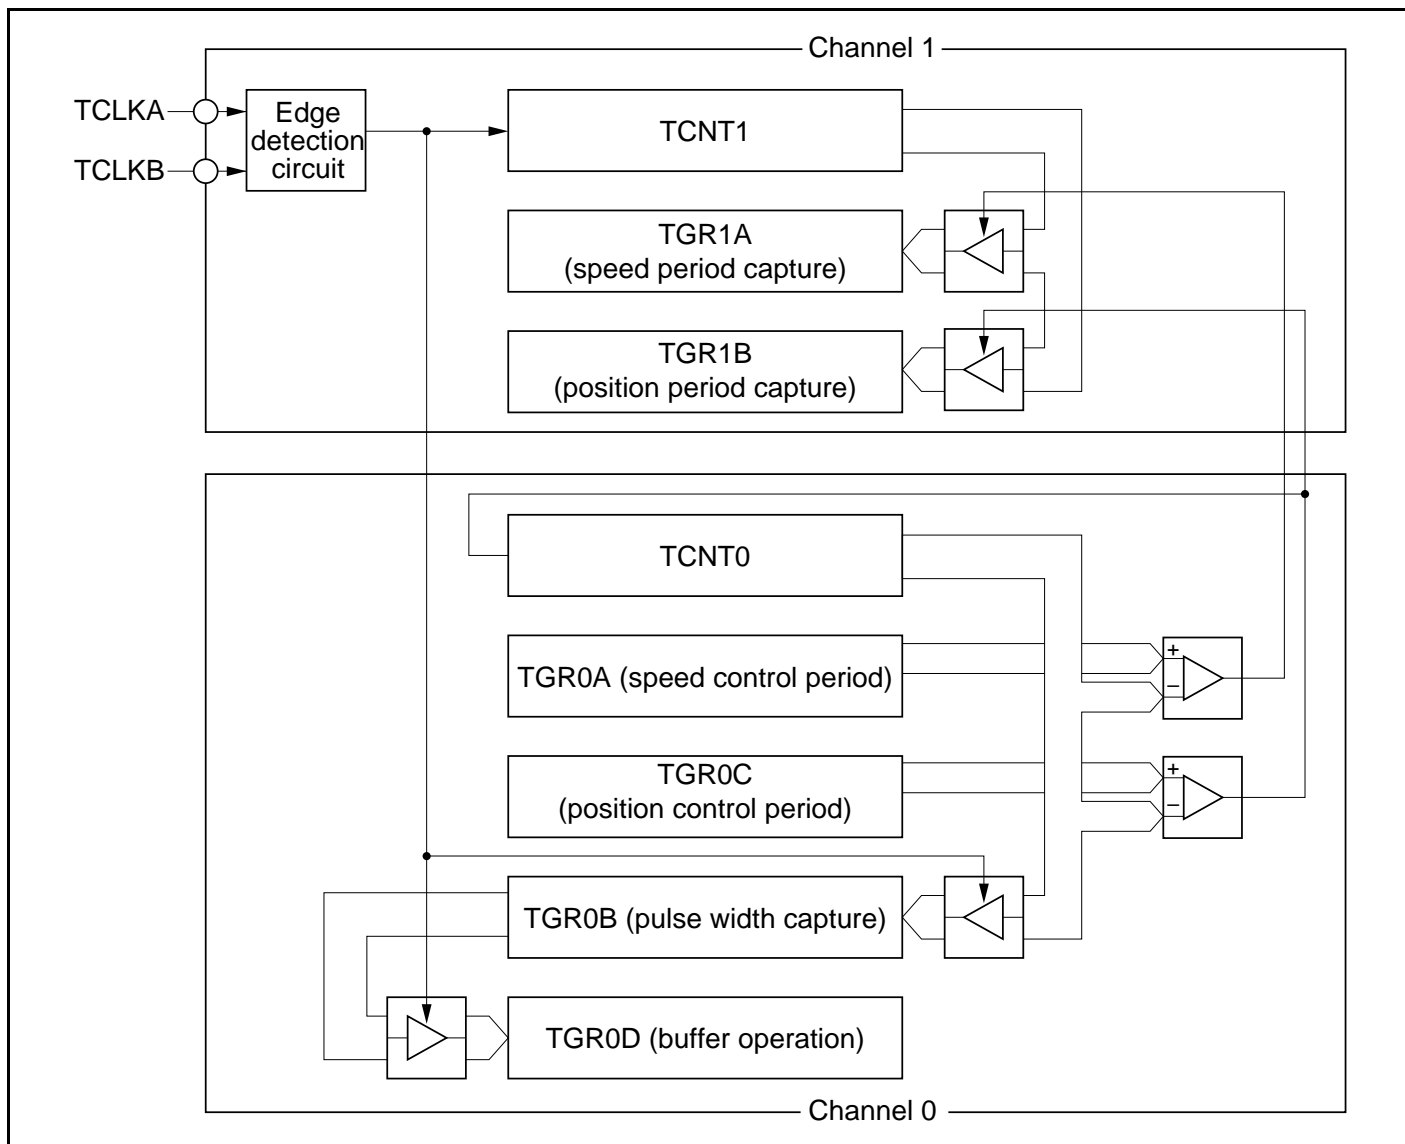 Channel 1
TCLKA
TCLKB
Edge
detection
circuit
TCNT1
TGR1A
(speed period capture)
TGR1B
(position period capture)
TCNT0
TGR0A (speed control period)
+
−
TGR0C
(position control period)
+
−
TGR0B (pulse width capture)
TGR0D (buffer operation)
Channel 0